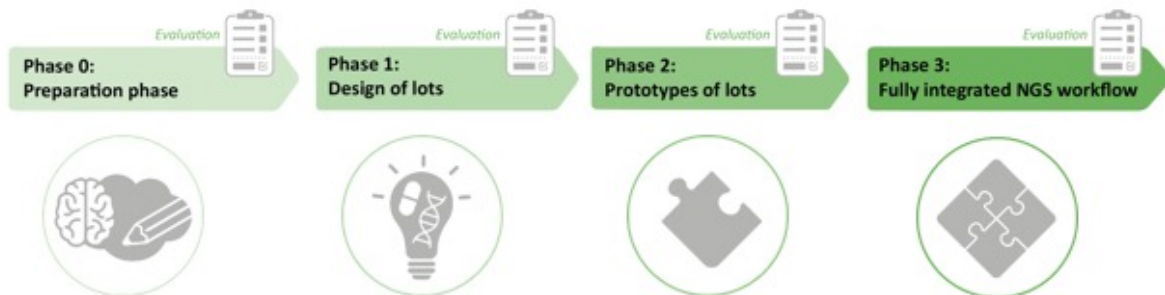 Evaluation
Phase 0:
Preparation phase
Evaluation
Phase 1:
Design of lots
Evaluation
Phase 2:
Prototypes of lots
Evaluation
Phase 3:
Fully integrated NGS workflow